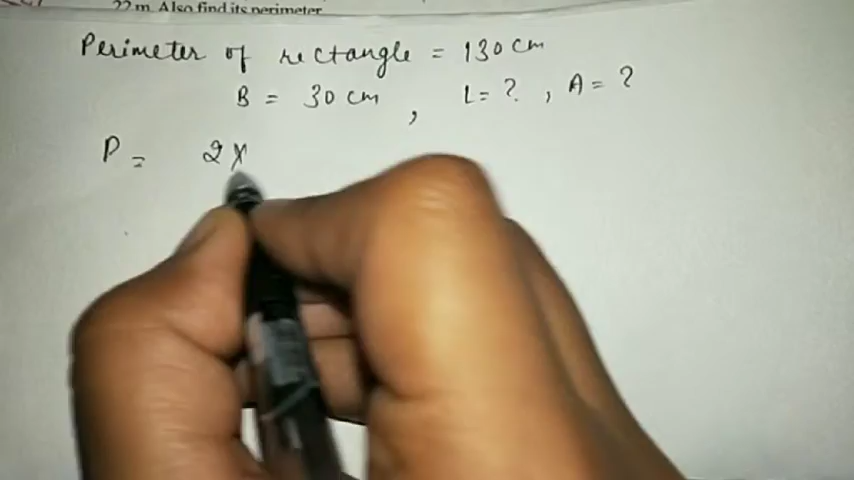 22 m. Also find its perimeter
Perimeter of rectangle = 130 cm
B = 30 cm , L = ? , A = ?
P = 2 x